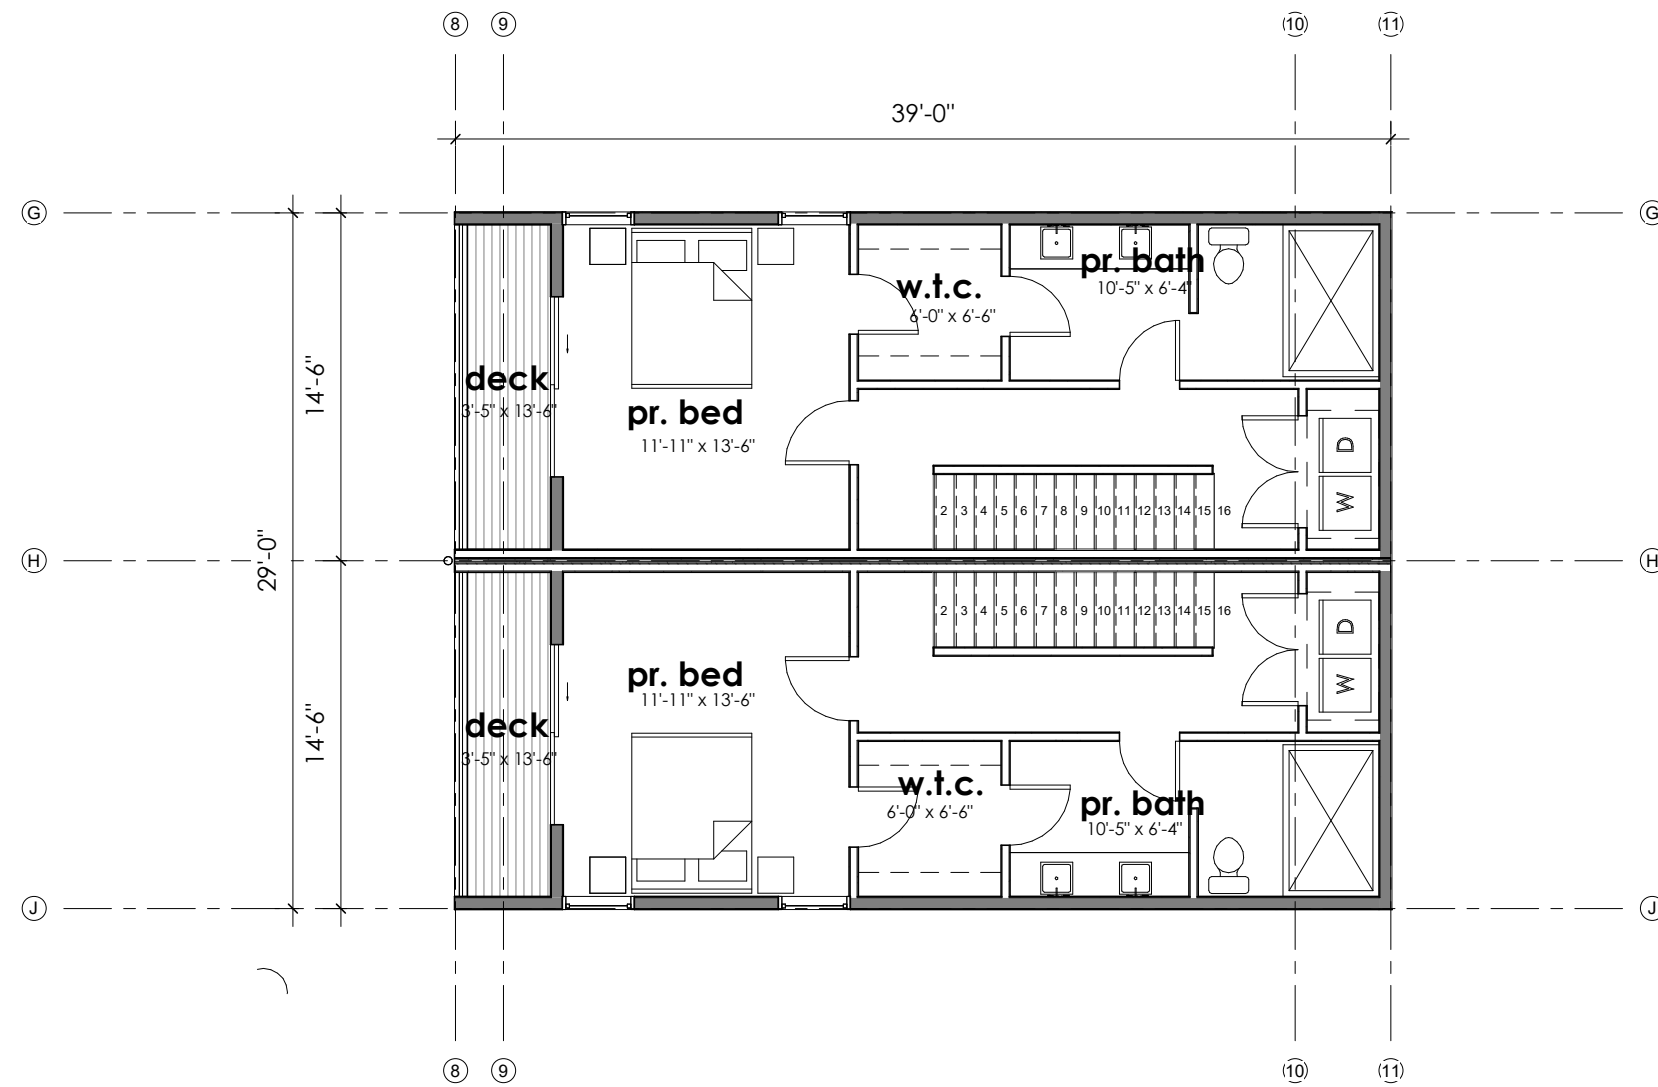 8 9 10 11
39'-0"
G G
pr. bath
10'-5" x 6'-4"
w.t.c.
6'-0" x 6'-6"
14'-6"
deck
3'-5" x 13'-6"
pr. bed
11'-11" x 13'-6"
D
W
2 3 4 5 6 7 8 9 10 11 12 13 14 15 16
H H
29'-0"
2 3 4 5 6 7 8 9 10 11 12 13 14 15 16
D
W
pr. bed
11'-11" x 13'-6"
14'-6"
deck
3'-5" x 13'-6"
w.t.c.
6'-0" x 6'-6"
pr. bath
10'-5" x 6'-4"
J J
8 9 10 11